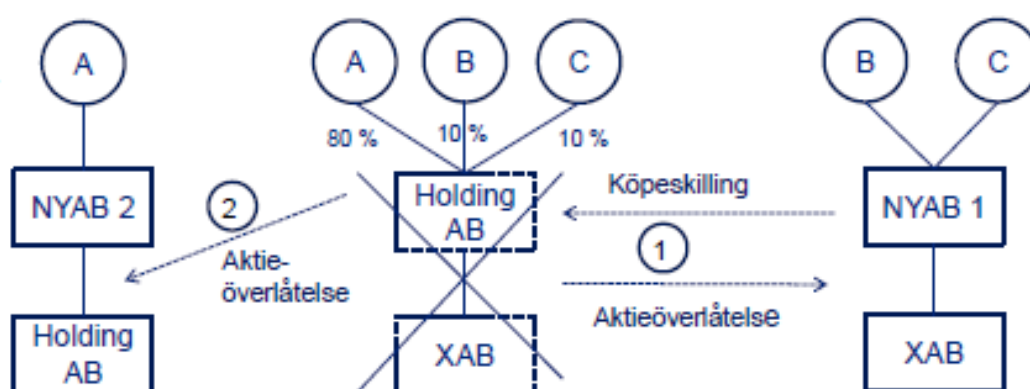 A
A
B
C
B
C
80 %
10 %
10 %
NYAB 2
2
Aktie-
överlåtelse
Holding
AB
Holding
AB
XAB
Köpeskilling
1
Aktieöverlåtelse
NYAB 1
XAB